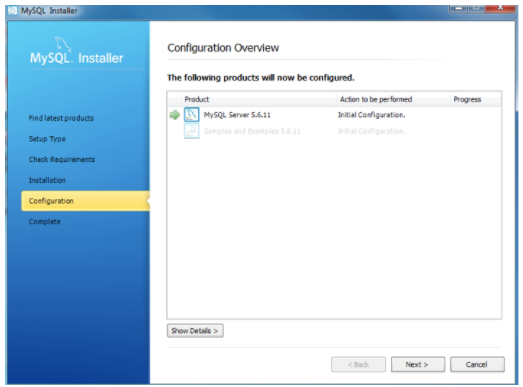 MySQL Installer
MySQL. Installer
Find latest products
Setup Type
Check Requirements
Installation
Configuration
Complete
Configuration Overview
The following products will now be configured.
Product Action to be performed Progress
MySQL Server 5.6.11 Initial Configuration.
Samples and Examples 5.6.11 Initial Configuration.
Show Details >
< Back Next > Cancel